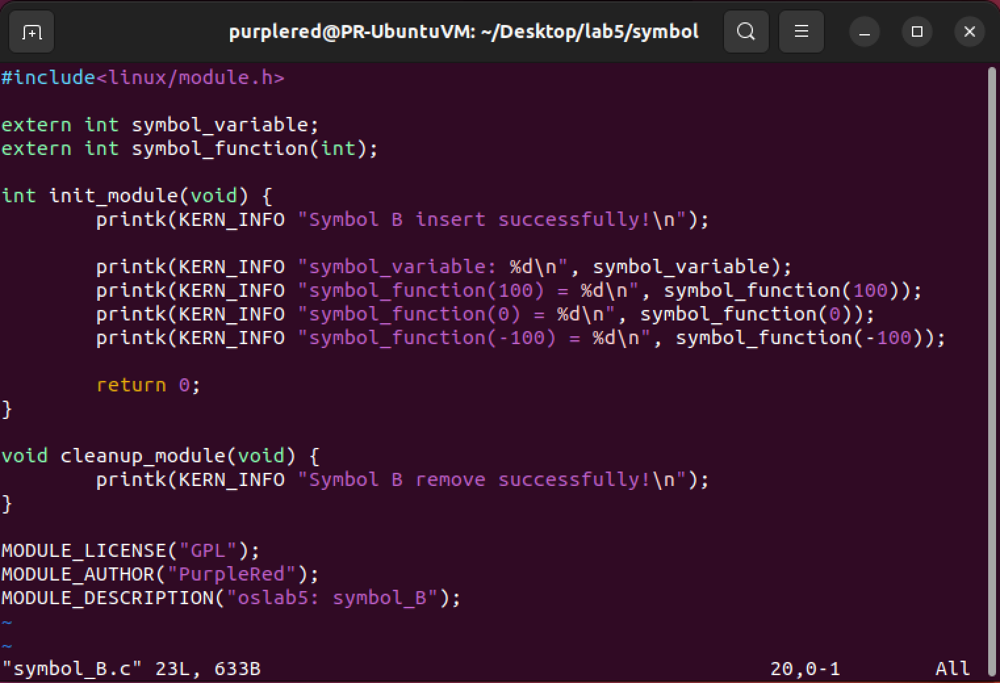 purplered@PR-UbuntuVM: ~/Desktop/lab5/symbol
#include<linux/module.h>
extern int symbol_variable;
extern int symbol_function(int);
int init_module(void) {
        printk(KERN_INFO "Symbol B insert successfully!\n");
        printk(KERN_INFO "symbol_variable: %d\n", symbol_variable);
        printk(KERN_INFO "symbol_function(100) = %d\n", symbol_function(100));
        printk(KERN_INFO "symbol_function(0) = %d\n", symbol_function(0));
        printk(KERN_INFO "symbol_function(-100) = %d\n", symbol_function(-100));
        return 0;
}
void cleanup_module(void) {
        printk(KERN_INFO "Symbol B remove successfully!\n");
}
MODULE_LICENSE("GPL");
MODULE_AUTHOR("PurpleRed");
MODULE_DESCRIPTION("oslab5: symbol_B");
~
~
"symbol_B.c" 23L, 633B 20,0-1 All